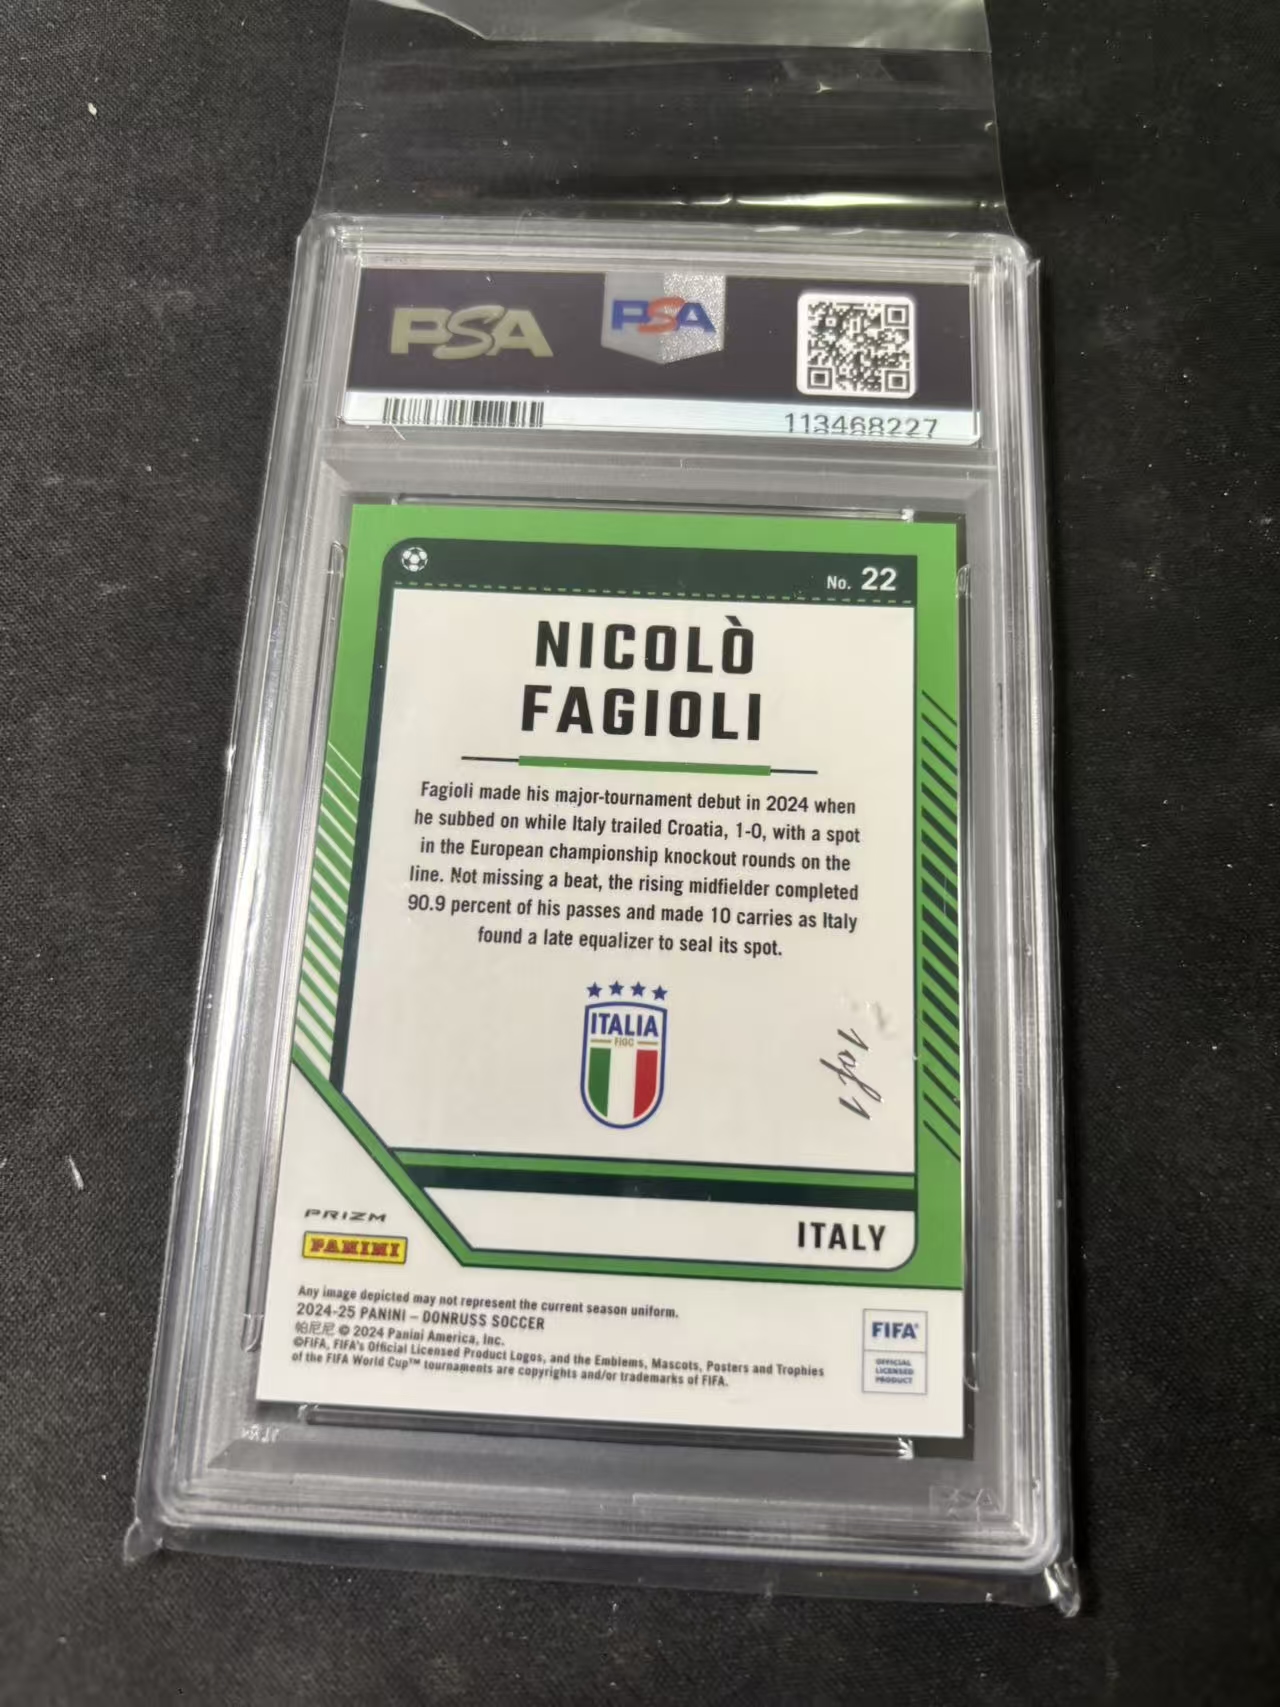 PSA
PSA
113468227
No. 22
NICOLÒ
FAGIOLI
Fagioli made his major-tournament debut in 2024 when
he subbed on while Italy trailed Croatia, 1-0, with a spot
in the European championship knockout rounds on the
line. Not missing a beat, the rising midfielder completed
90.9 percent of his passes and made 10 carries as Italy
found a late equalizer to seal its spot.
ITALIA
FIGC
1of1
ITALY
PRIZM
PANINI
Any image depicted may not represent the current season uniform.
2024-25 PANINI – DONRUSS SOCCER
帕尼尼 © 2024 Panini America, Inc.
©FIFA, FIFA's Official Licensed Product Logos, and the Emblems, Mascots, Posters and Trophies
of the FIFA World Cup™ tournaments are copyrights and/or trademarks of FIFA.
FIFA®
OFFICIAL
LICENSED
PRODUCT
PSA